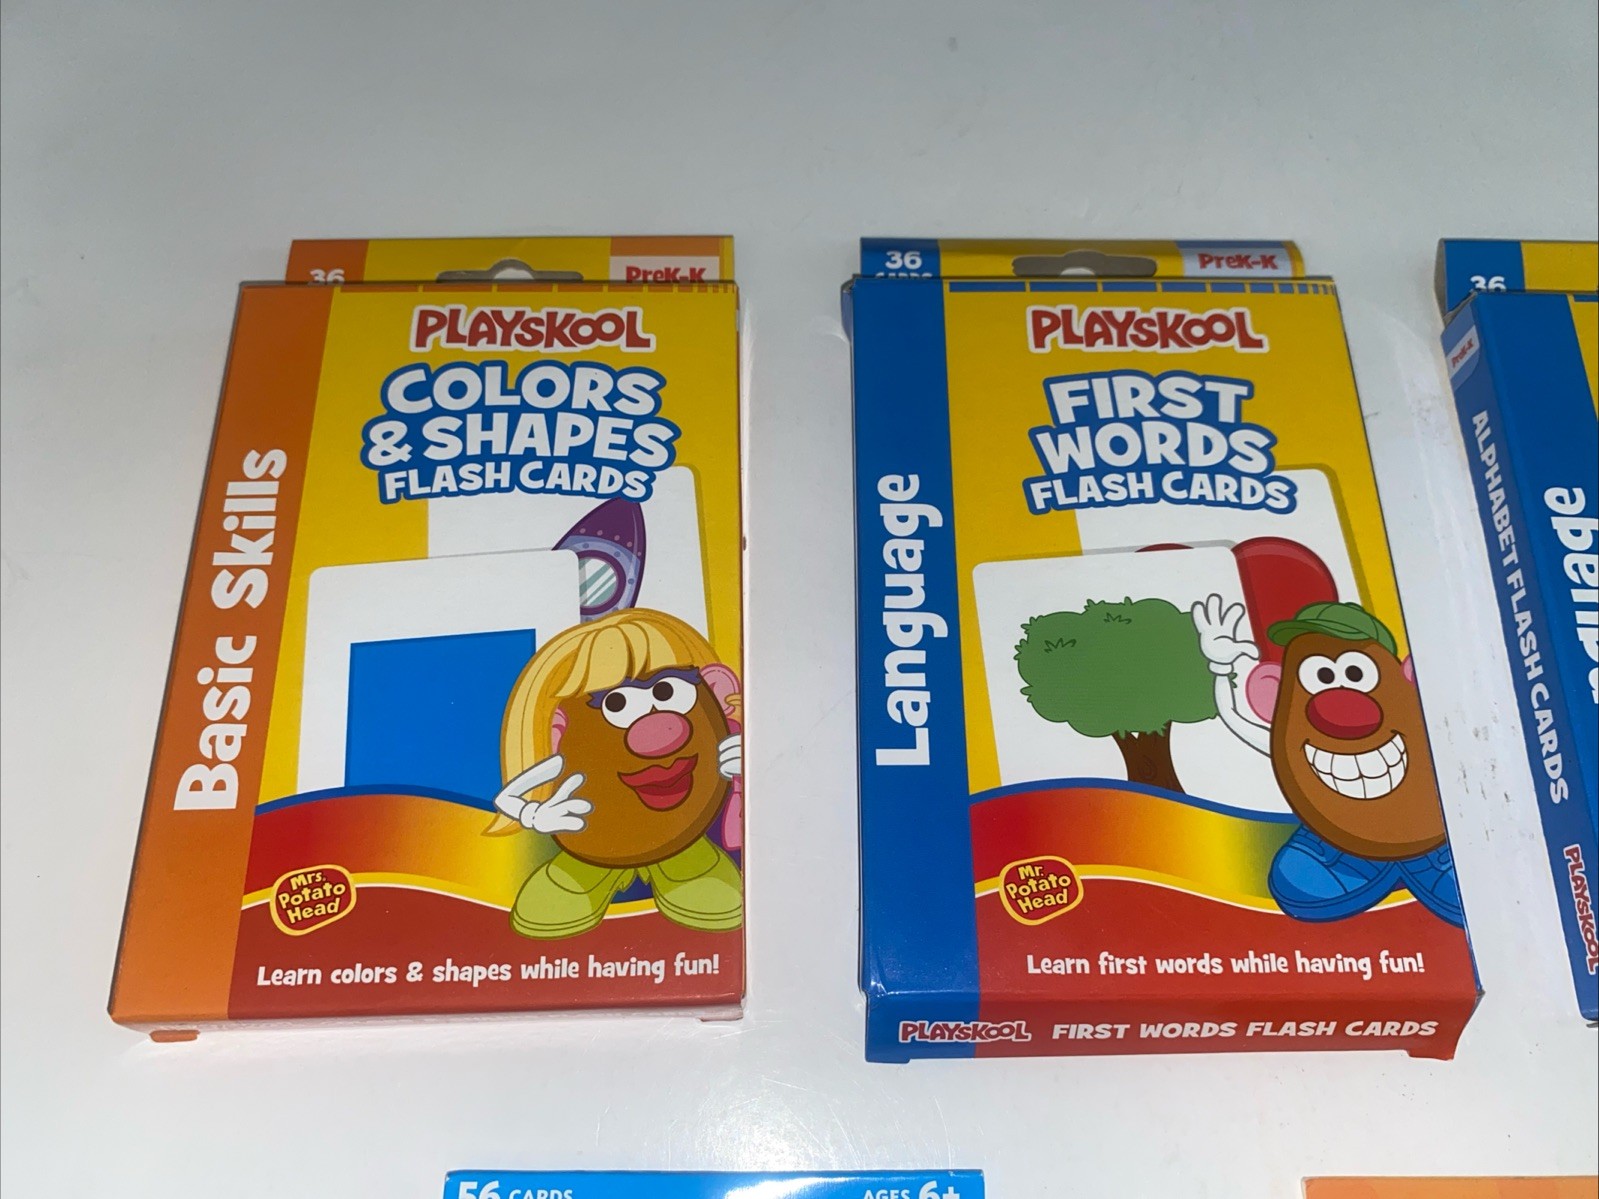 36
PreK-K
PLAYSKOOL
COLORS
& SHAPES
FLASH CARDS
Basic Skills
Mrs.
Potato
Head
Learn colors & shapes while having fun!
36
CARDS
PreK-K
PLAYSKOOL
FIRST
WORDS
FLASH CARDS
Language
Mr.
Potato
Head
Learn first words while having fun!
PLAYSKOOL FIRST WORDS FLASH CARDS
36
PreK-K
ALPHABET FLASH CARDS
PLAYSKOOL
56 CARDS
AGES 6+